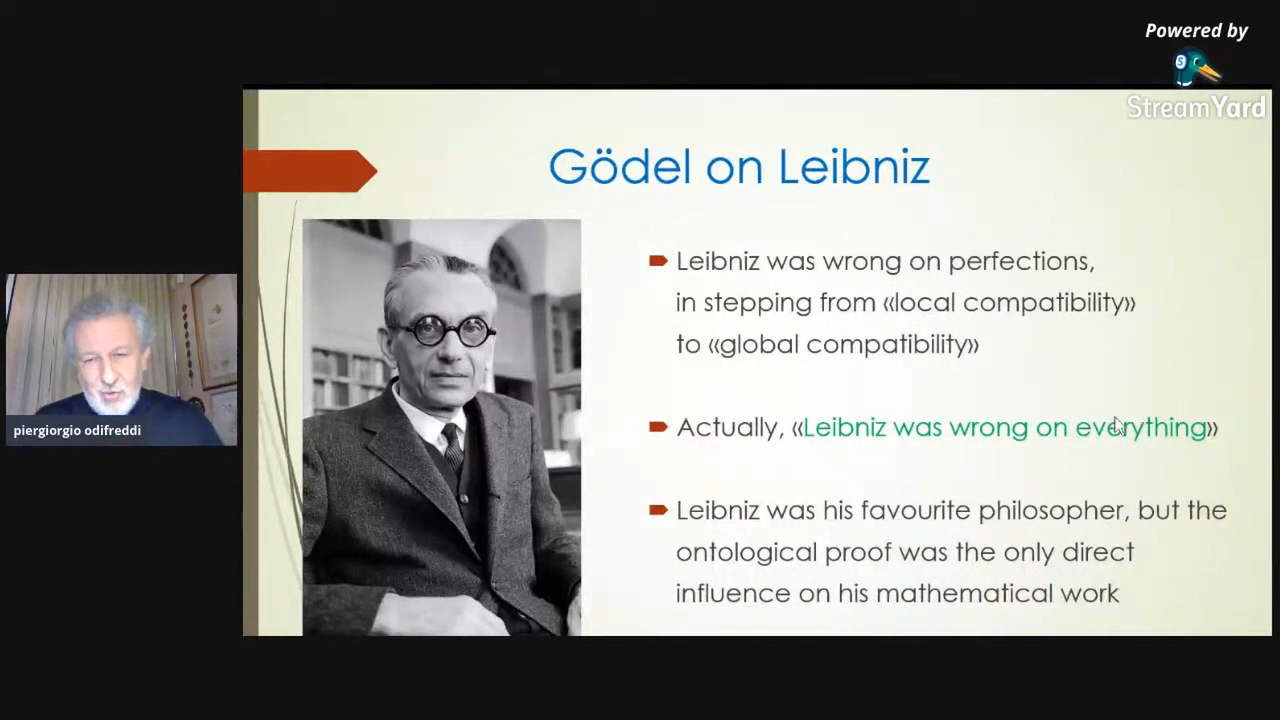 Powered by
S
StreamYard
Gödel on Leibniz
Leibniz was wrong on perfections,
in stepping from «local compatibility»
to «global compatibility»
Actually, «Leibniz was wrong on everything»
Leibniz was his favourite philosopher, but the
ontological proof was the only direct
influence on his mathematical work
piergiorgio odifreddi